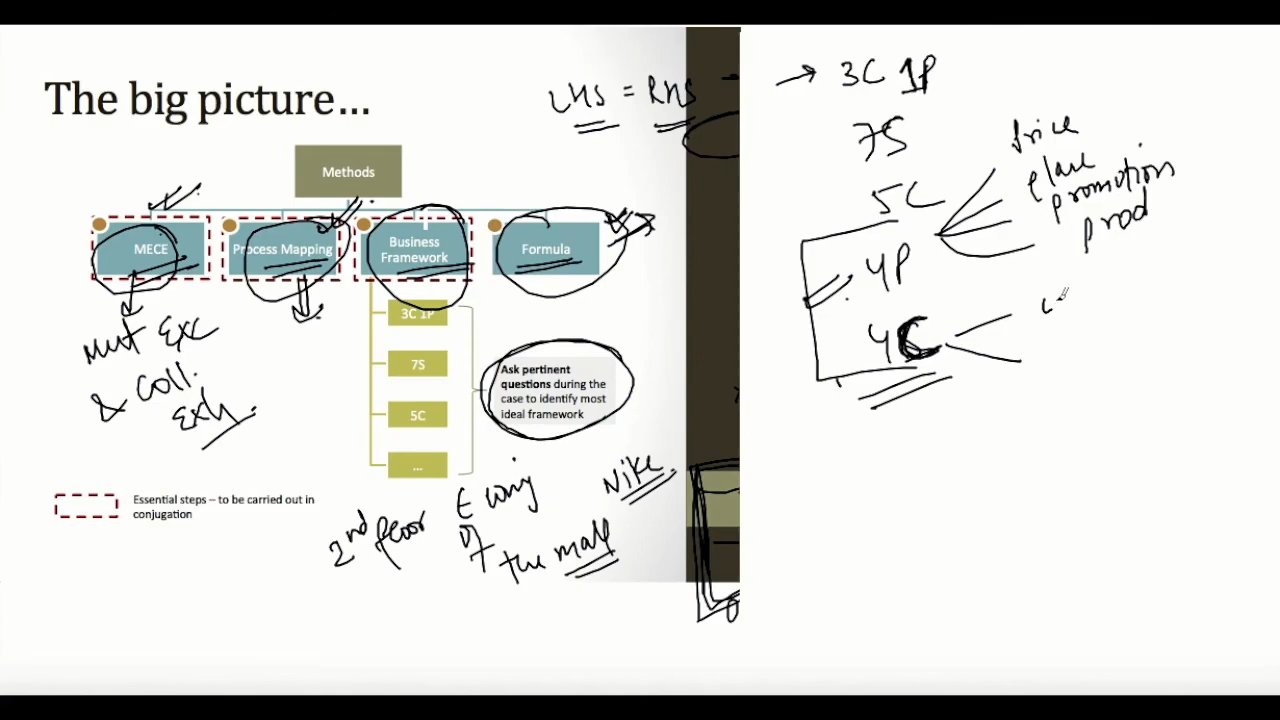 The big picture…
LHS = RHS
Methods
MECE
Process Mapping
Business
Framework
Formula
Mut Exc
& Coll.
Exh
3C 1P
7S
5C
...
Ask pertinent
questions during the
case to identify most
ideal framework
Essential steps – to be carried out in
conjugation
2nd floor
E wing
of
the mall
Nike
→ 3C 1P
7S
5C
4P
4C
Price
Place
promotion
prod